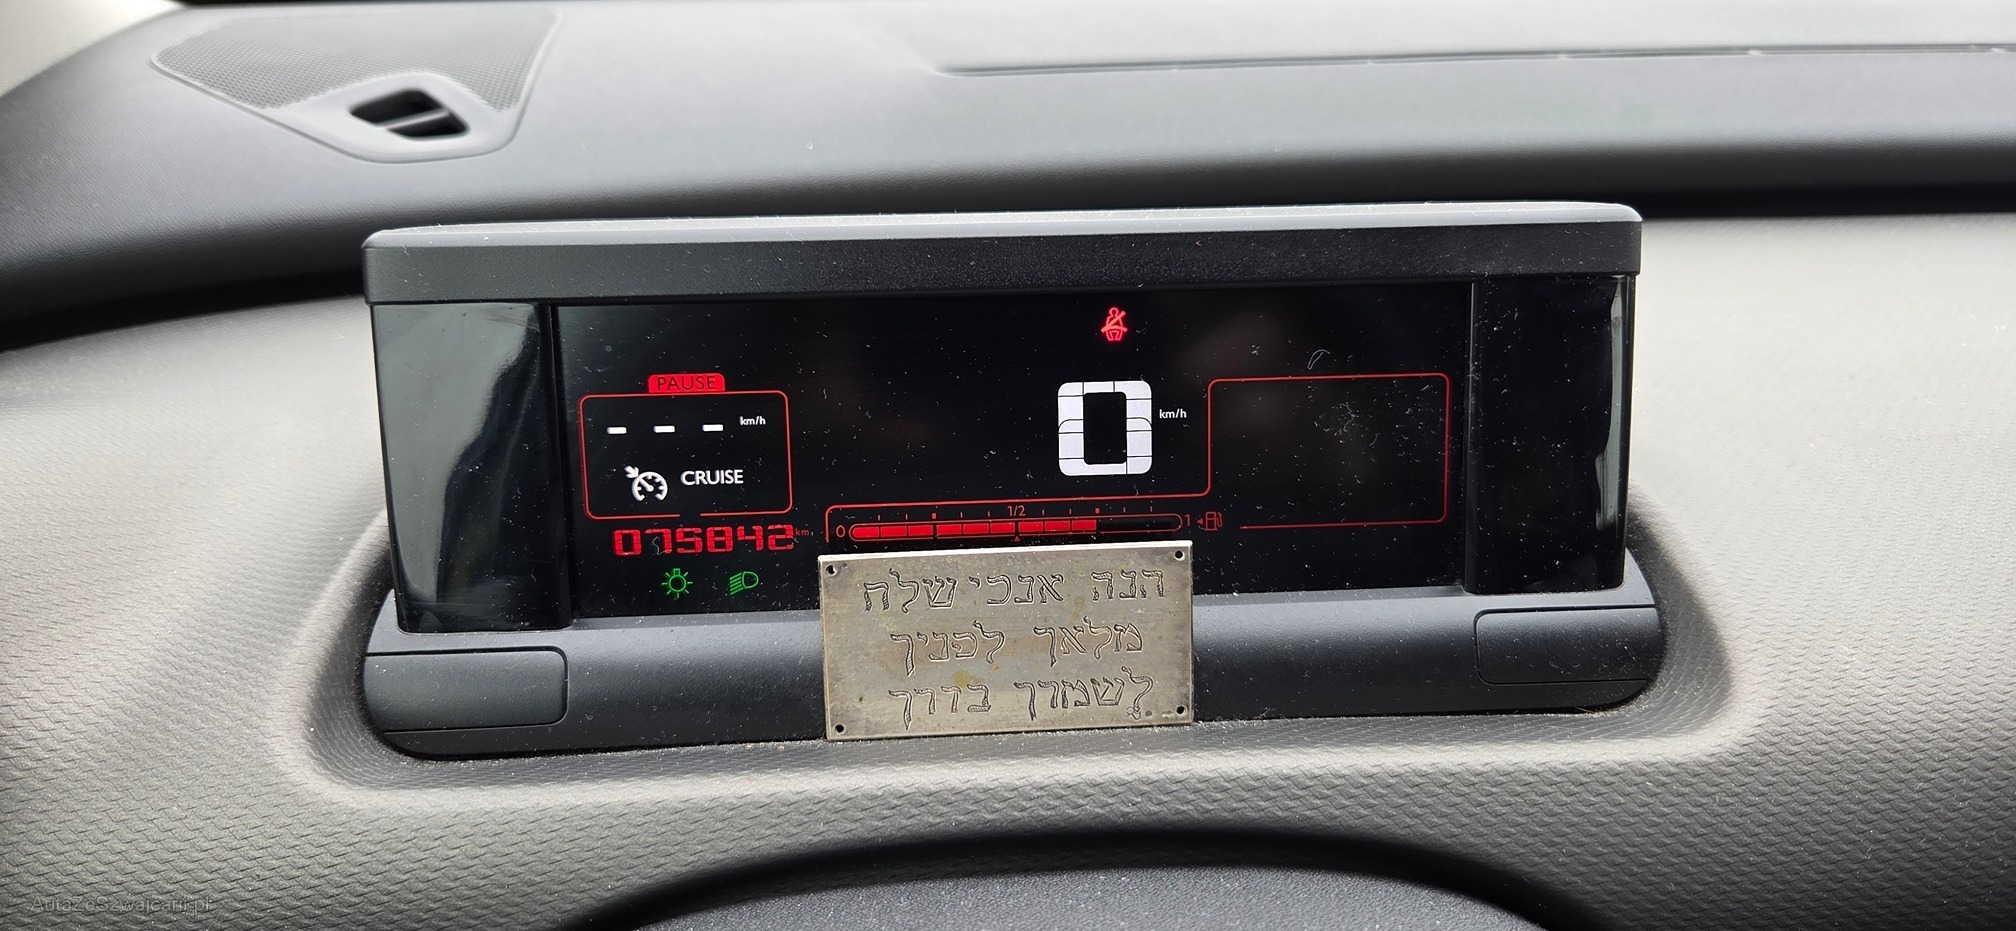 PAUSE
--- km/h
CRUISE
075842 km
0 km/h
0 1/2 1
הנה אנכי שלח
מלאך לפניך
לשמרך בדרך
AutaZeSzwajcarii.pl